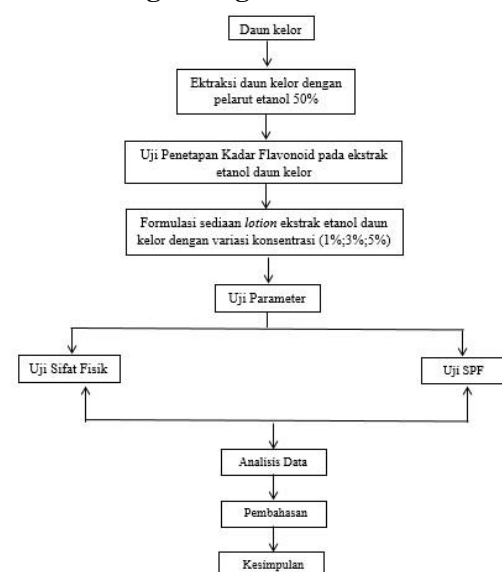 Daun kelor
Ektraksi daun kelor dengan
pelarut etanol 50%
Uji Penetapan Kadar Flavonoid pada ekstrak
etanol daun kelor
Formulasi sediaan lotion ekstrak etanol daun
kelor dengan variasi konsentrasi (1%;3%;5%)
Uji Parameter
Uji Sifat Fisik
Uji SPF
Analisis Data
Pembahasan
Kesimpulan